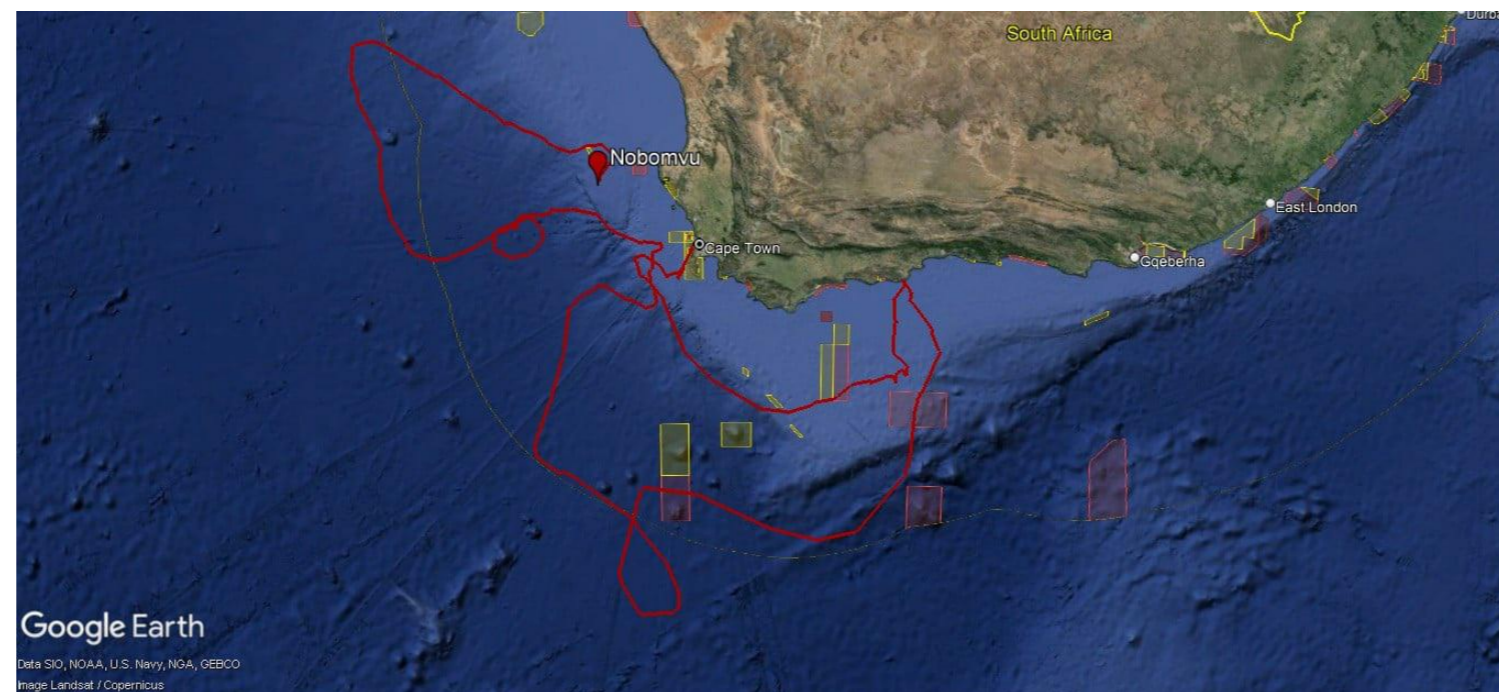 South Africa
Nobomvu
East London
Cape Town
Gqeberha
Google Earth
Data SIO, NOAA, U.S. Navy, NGA, GEBCO
Image Landsat / Copernicus